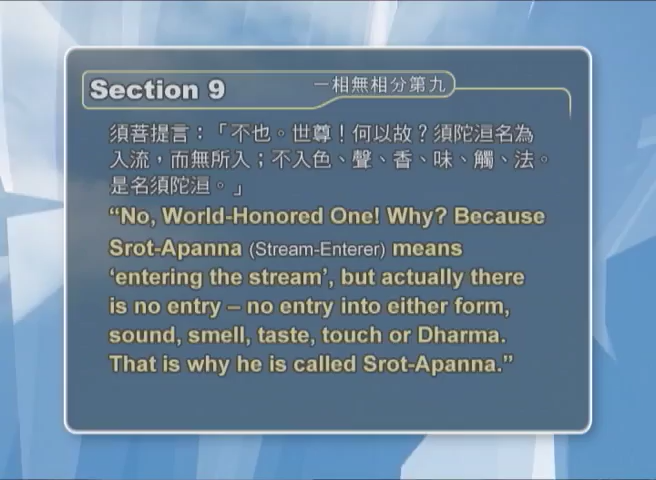 Section 9
一相無相分第九
須菩提言：「不也。世尊！何以故？須陀洹名為
入流，而無所入；不入色、聲、香、味、觸、法。
是名須陀洹。」
“No, World-Honored One! Why? Because
Srot-Apanna (Stream-Enterer) means
‘entering the stream’, but actually there
is no entry – no entry into either form,
sound, smell, taste, touch or Dharma.
That is why he is called Srot-Apanna.”